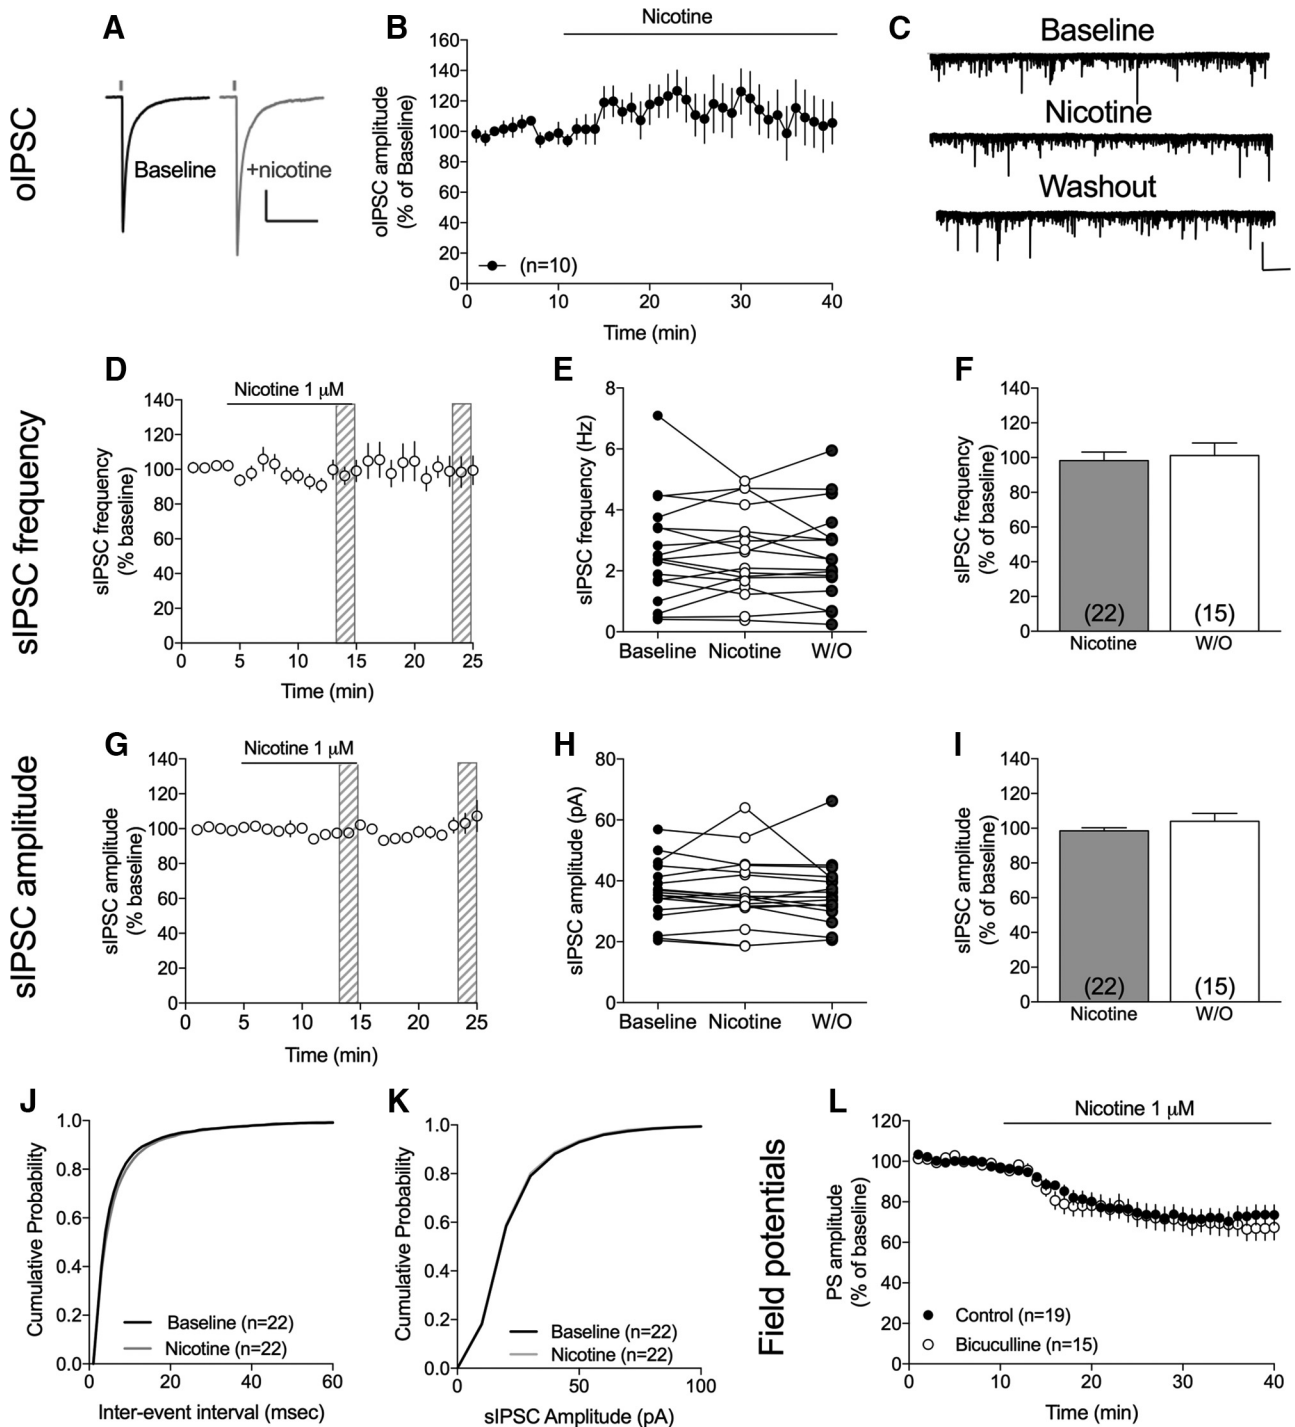 A
oIPSC
Baseline
+nicotine
B
Nicotine
oIPSC amplitude
(% of Baseline)
160
140
120
100
80
60
40
20
0
(n=10)
0 10 20 30 40
Time (min)
C
Baseline
Nicotine
Washout
sIPSC frequency
D
Nicotine 1 μM
sIPSC frequency
(% baseline)
140
120
100
80
60
40
20
0
0 5 10 15 20 25
Time (min)
E
sIPSC frequency (Hz)
8
6
4
2
0
Baseline Nicotine W/O
F
sIPSC frequency
(% of baseline)
140
120
100
80
60
40
20
0
(22) (15)
Nicotine W/O
sIPSC amplitude
G
Nicotine 1 μM
sIPSC amplitude
(% baseline)
140
120
100
80
60
40
20
0
0 5 10 15 20 25
Time (min)
H
sIPSC amplitude (pA)
80
60
40
20
0
Baseline Nicotine W/O
I
sIPSC amplitude
(% of baseline)
140
120
100
80
60
40
20
0
(22) (15)
Nicotine W/O
J
Cumulative Probability
1.0
0.8
0.6
0.4
0.2
0.0
Baseline (n=22)
Nicotine (n=22)
0 20 40 60
Inter-event interval (msec)
K
Cumulative Probability
1.0
0.8
0.6
0.4
0.2
0.0
Baseline (n=22)
Nicotine (n=22)
0 50 100
sIPSC Amplitude (pA)
Field potentials
L
Nicotine 1 μM
PS amplitude
(% of baseline)
120
100
80
60
40
20
0
Control (n=19)
Bicuculline (n=15)
0 10 20 30 40
Time (min)